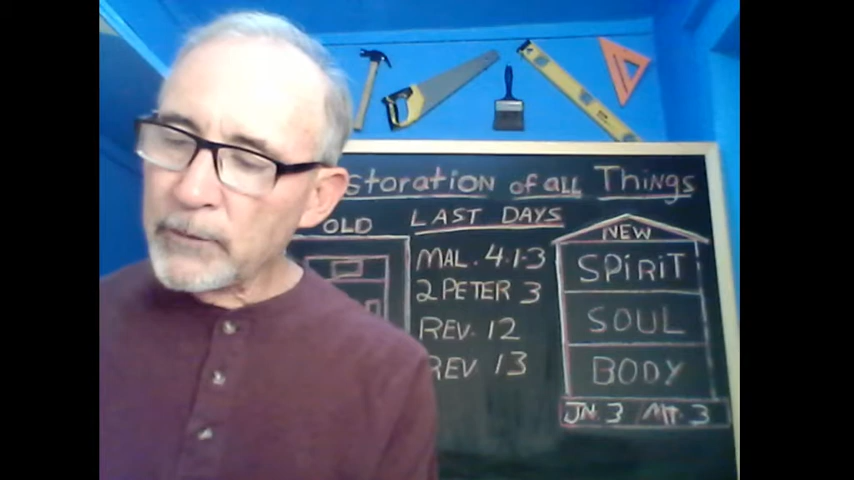 storation of all Things
OLD
LAST DAYS
MAL. 4:1-3
2 PETER 3
REV. 12
REV 13
NEW
SPiRiT
SOUL
BODY
JN. 3 / MT. 3